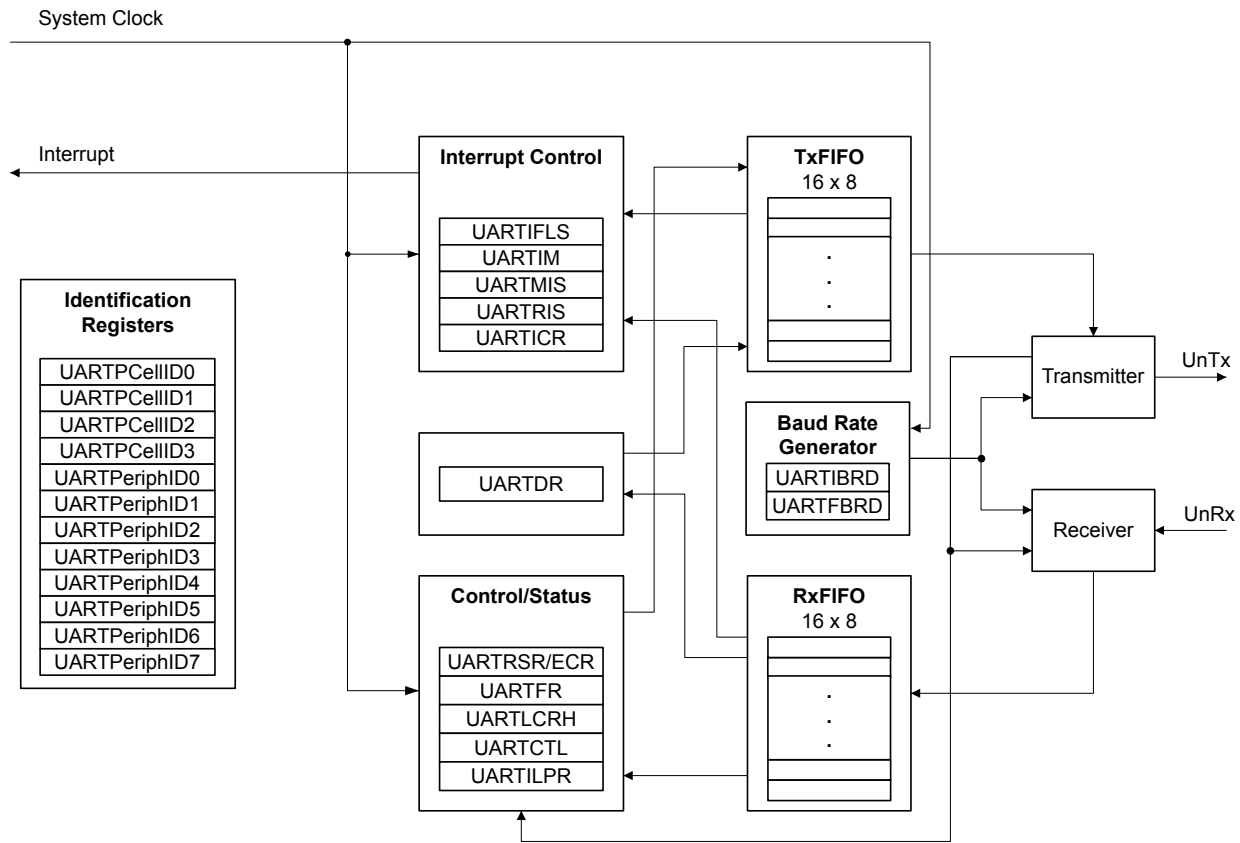 System Clock
Interrupt
Interrupt Control
UARTIFLS
UARTIM
UARTMIS
UARTRIS
UARTICR
TxFIFO
16 x 8
.
.
.
Identification
Registers
UARTPCellID0
UARTPCellID1
UARTPCellID2
UARTPCellID3
UARTPeriphID0
UARTPeriphID1
UARTPeriphID2
UARTPeriphID3
UARTPeriphID4
UARTPeriphID5
UARTPeriphID6
UARTPeriphID7
Transmitter
UnTx
UARTDR
Baud Rate
Generator
UARTIBRD
UARTFBRD
Receiver
UnRx
Control/Status
UARTRSR/ECR
UARTFR
UARTLCRH
UARTCTL
UARTILPR
RxFIFO
16 x 8
.
.
.